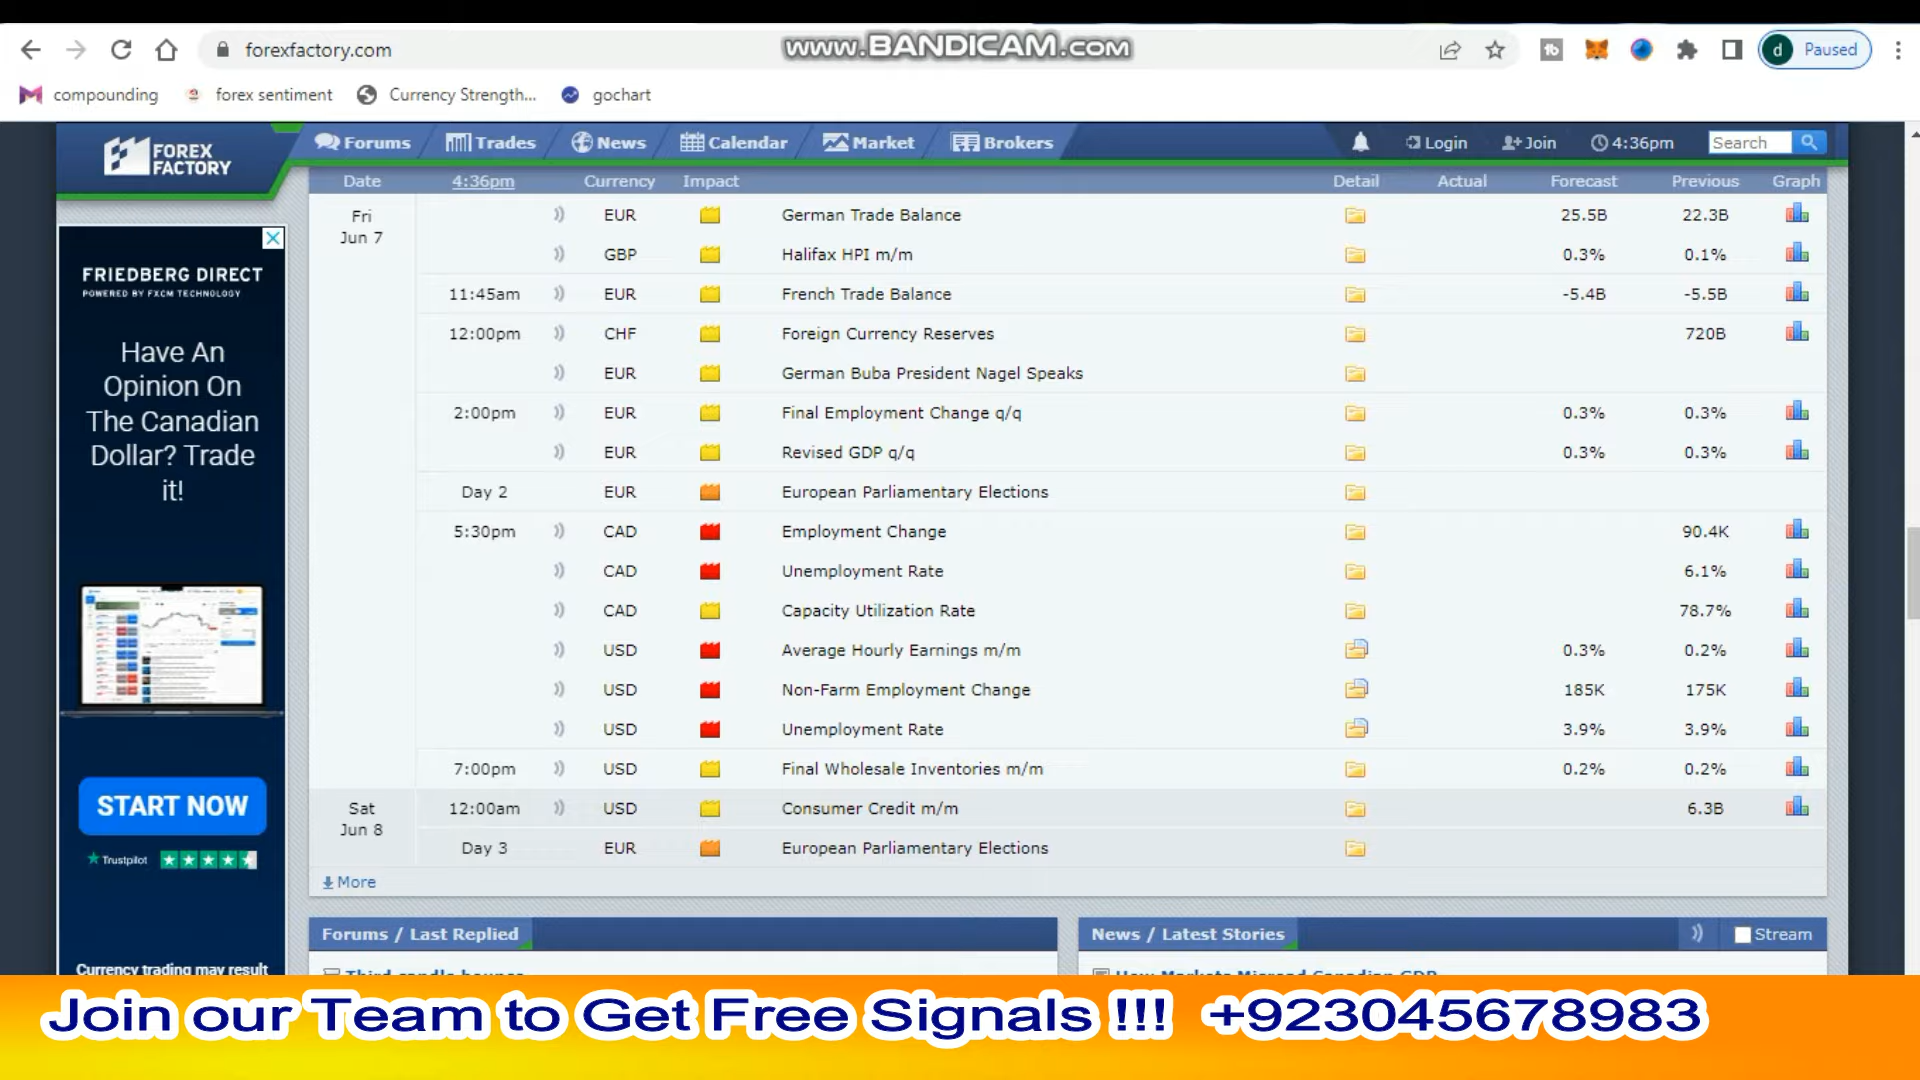 www.BANDICAM.com
forexfactory.com
d Paused
compounding forex sentiment Currency Strength... gochart
FOREX FACTORY
Forums Trades News Calendar Market Brokers Login Join 4:36pm Search
Date 4:36pm Currency Impact Detail Actual Forecast Previous Graph
Fri Jun 7 EUR German Trade Balance 25.5B 22.3B
GBP Halifax HPI m/m 0.3% 0.1%
11:45am EUR French Trade Balance -5.4B -5.5B
12:00pm CHF Foreign Currency Reserves 720B
EUR German Buba President Nagel Speaks
2:00pm EUR Final Employment Change q/q 0.3% 0.3%
EUR Revised GDP q/q 0.3% 0.3%
Day 2 EUR European Parliamentary Elections
5:30pm CAD Employment Change 90.4K
CAD Unemployment Rate 6.1%
CAD Capacity Utilization Rate 78.7%
USD Average Hourly Earnings m/m 0.3% 0.2%
USD Non-Farm Employment Change 185K 175K
USD Unemployment Rate 3.9% 3.9%
7:00pm USD Final Wholesale Inventories m/m 0.2% 0.2%
Sat Jun 8 12:00am USD Consumer Credit m/m 6.3B
Day 3 EUR European Parliamentary Elections
More
Forums / Last Replied
News / Latest Stories Stream
Third candle bounce
How Markets Misread Canadian GDP
FRIEDBERG DIRECT
POWERED BY FXCM TECHNOLOGY
Have An
Opinion On
The Canadian
Dollar? Trade
it!
START NOW
Trustpilot
Currency trading may result
Join our Team to Get Free Signals !!! +923045678983